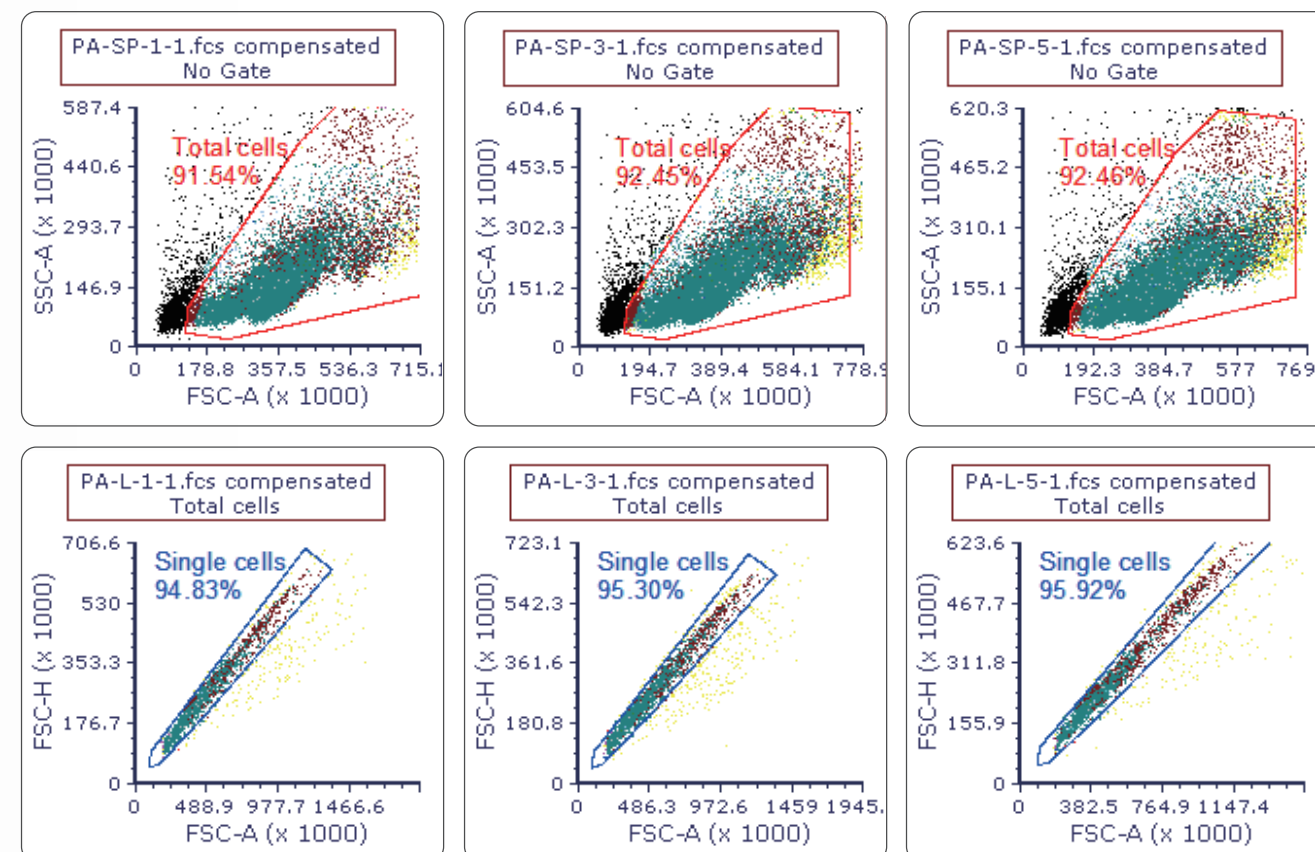 PA-SP-1-1.fcs compensated
No Gate
587.4
440.6
293.7
146.9
0
SSC-A (x 1000)
Total cells
91.54%
0 178.8 357.5 536.3 715.1
FSC-A (x 1000)
PA-SP-3-1.fcs compensated
No Gate
604.6
453.5
302.3
151.2
0
SSC-A (x 1000)
Total cells
92.45%
0 194.7 389.4 584.1 778.9
FSC-A (x 1000)
PA-SP-5-1.fcs compensated
No Gate
620.3
465.2
310.1
155.1
0
SSC-A (x 1000)
Total cells
92.46%
0 192.3 384.7 577 769
FSC-A (x 1000)
PA-L-1-1.fcs compensated
Total cells
706.6
530
353.3
176.7
0
FSC-H (x 1000)
Single cells
94.83%
0 488.9 977.7 1466.6
FSC-A (x 1000)
PA-L-3-1.fcs compensated
Total cells
723.1
542.3
361.6
180.8
0
FSC-H (x 1000)
Single cells
95.30%
0 486.3 972.6 1459 1945.
FSC-A (x 1000)
PA-L-5-1.fcs compensated
Total cells
623.6
467.7
311.8
155.9
0
FSC-H (x 1000)
Single cells
95.92%
0 382.5 764.9 1147.4
FSC-A (x 1000)